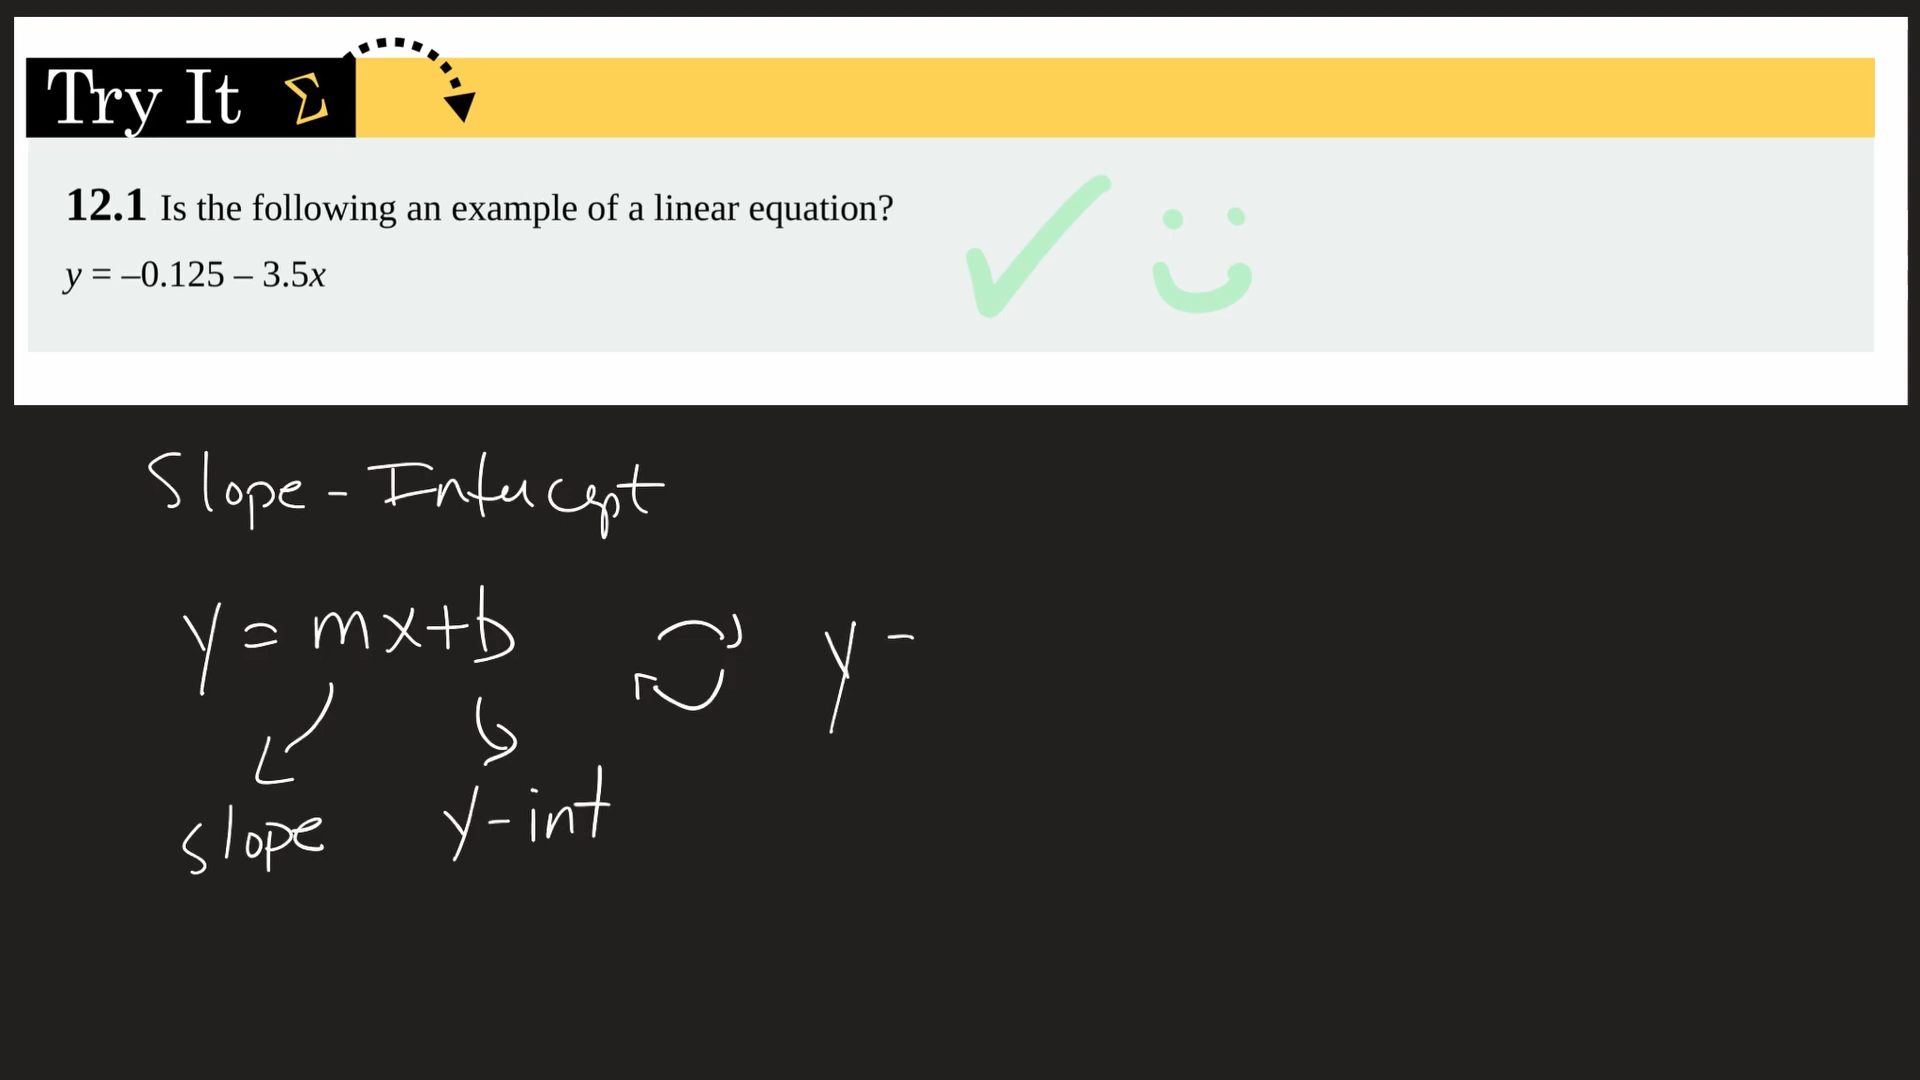 Try It Σ
12.1 Is the following an example of a linear equation?
y = –0.125 – 3.5x
Slope - Intercept
y = mx+b
y -
slope
y-int